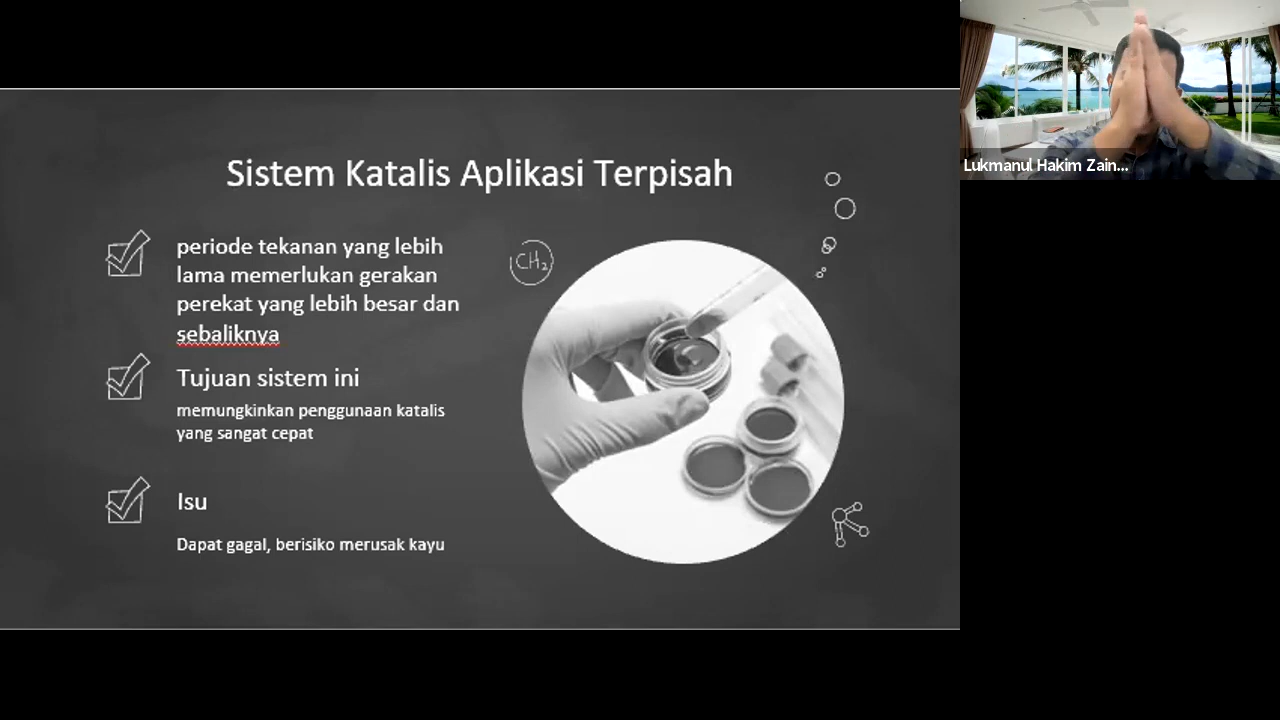 Sistem Katalis Aplikasi Terpisah
periode tekanan yang lebih
lama memerlukan gerakan
perekat yang lebih besar dan
sebaliknya
Tujuan sistem ini
memungkinkan penggunaan katalis
yang sangat cepat
Isu
Dapat gagal, berisiko merusak kayu
CH₂
Lukmanul Hakim Zain...